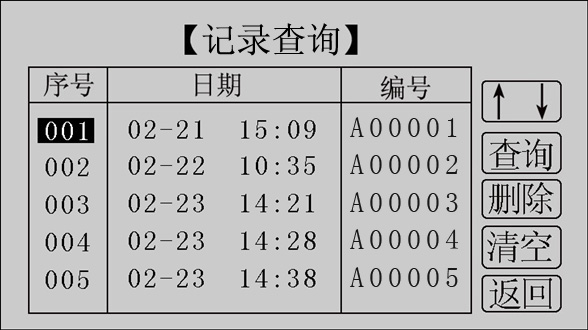 【记录查询】
序号 日期 编号
001 02-21 15:09 A00001
002 02-22 10:35 A00002
003 02-23 14:21 A00003
004 02-23 14:28 A00004
005 02-23 14:38 A00005
↑ ↓
查询
删除
清空
返回